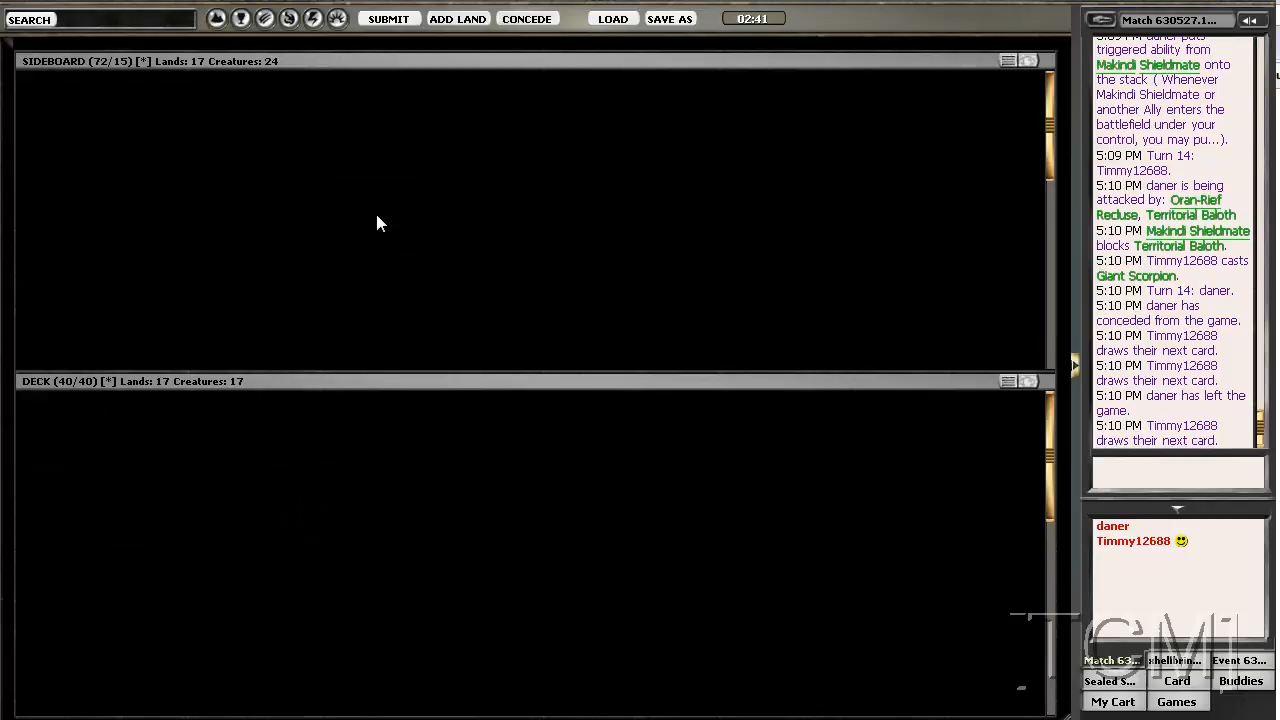 SEARCH
SUBMIT
ADD LAND
CONCEDE
LOAD
SAVE AS
02:41
Match 630527.1...
SIDEBOARD (72/15) [*] Lands: 17 Creatures: 24
DECK (40/40) [*] Lands: 17 Creatures: 17
5:09 PM daner puts
triggered ability from
Makindi Shieldmate onto
the stack ( Whenever
Makindi Shieldmate or
another Ally enters the
battlefield under your
control, you may pu...).
5:09 PM Turn 14:
Timmy12688.
5:10 PM daner is being
attacked by: Oran-Rief
Recluse, Territorial Baloth
5:10 PM Makindi Shieldmate
blocks Territorial Baloth.
5:10 PM Timmy12688 casts
Giant Scorpion.
5:10 PM Turn 14: daner.
5:10 PM daner has
conceded from the game.
5:10 PM Timmy12688
draws their next card.
5:10 PM Timmy12688
draws their next card.
5:10 PM daner has left the
game.
5:10 PM Timmy12688
draws their next card.
daner
Timmy12688
Match 63...
shellbrin...
Event 63...
Sealed S...
Card
Buddies
My Cart
Games